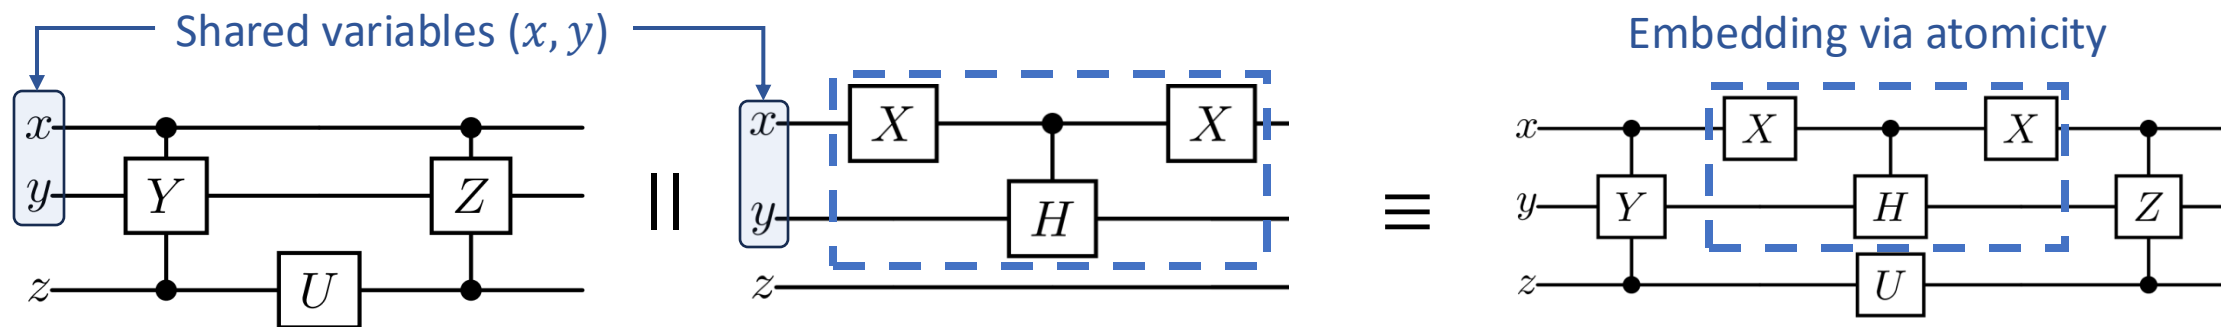 Shared variables (x, y)
Embedding via atomicity
x
y
z
Y
U
Z
||
x
y
z
X
H
X
≡
x
y
z
Y
X
H
U
X
Z